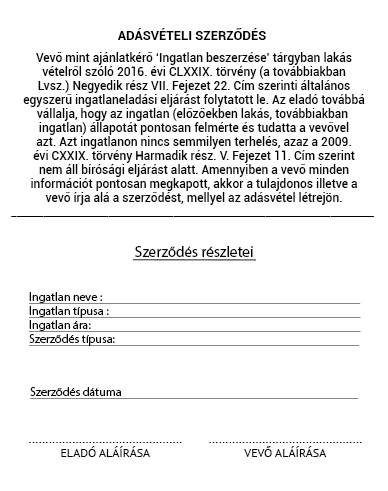 ADÁSVÉTELI SZERZŐDÉS
Vevő mint ajánlatkérő 'Ingatlan beszerzése' tárgyban lakás
vételről szóló 2016. évi CLXXIX. törvény (a továbbiakban
Lvsz.) Negyedik rész VII. Fejezet 22. Cím szerinti általános
egyszerű ingatlaneladási eljárást folytatott le. Az eladó továbbá
vállalja, hogy az ingatlan (előzőekben lakás, továbbiakban
ingatlan) állapotát pontosan felmérte és tudatta a vevővel
azt. Azt ingatlanon nincs semmilyen terhelés, azaz a 2009.
évi CXXIX. törvény Harmadik rész. V. Fejezet 11. Cím szerint
nem áll bírósági eljárást alatt. Amennyiben a vevő minden
információt pontosan megkapott, akkor a tulajdonos illetve a
vevő írja alá a szerződést, mellyel az adásvétel létrejön.
Szerződés részletei
Ingatlan neve :
Ingatlan típusa :
Ingatlan ára:
Szerződés típusa:
Szerződés dátuma
ELADÓ ALÁÍRÁSA VEVŐ ALÁÍRÁSA